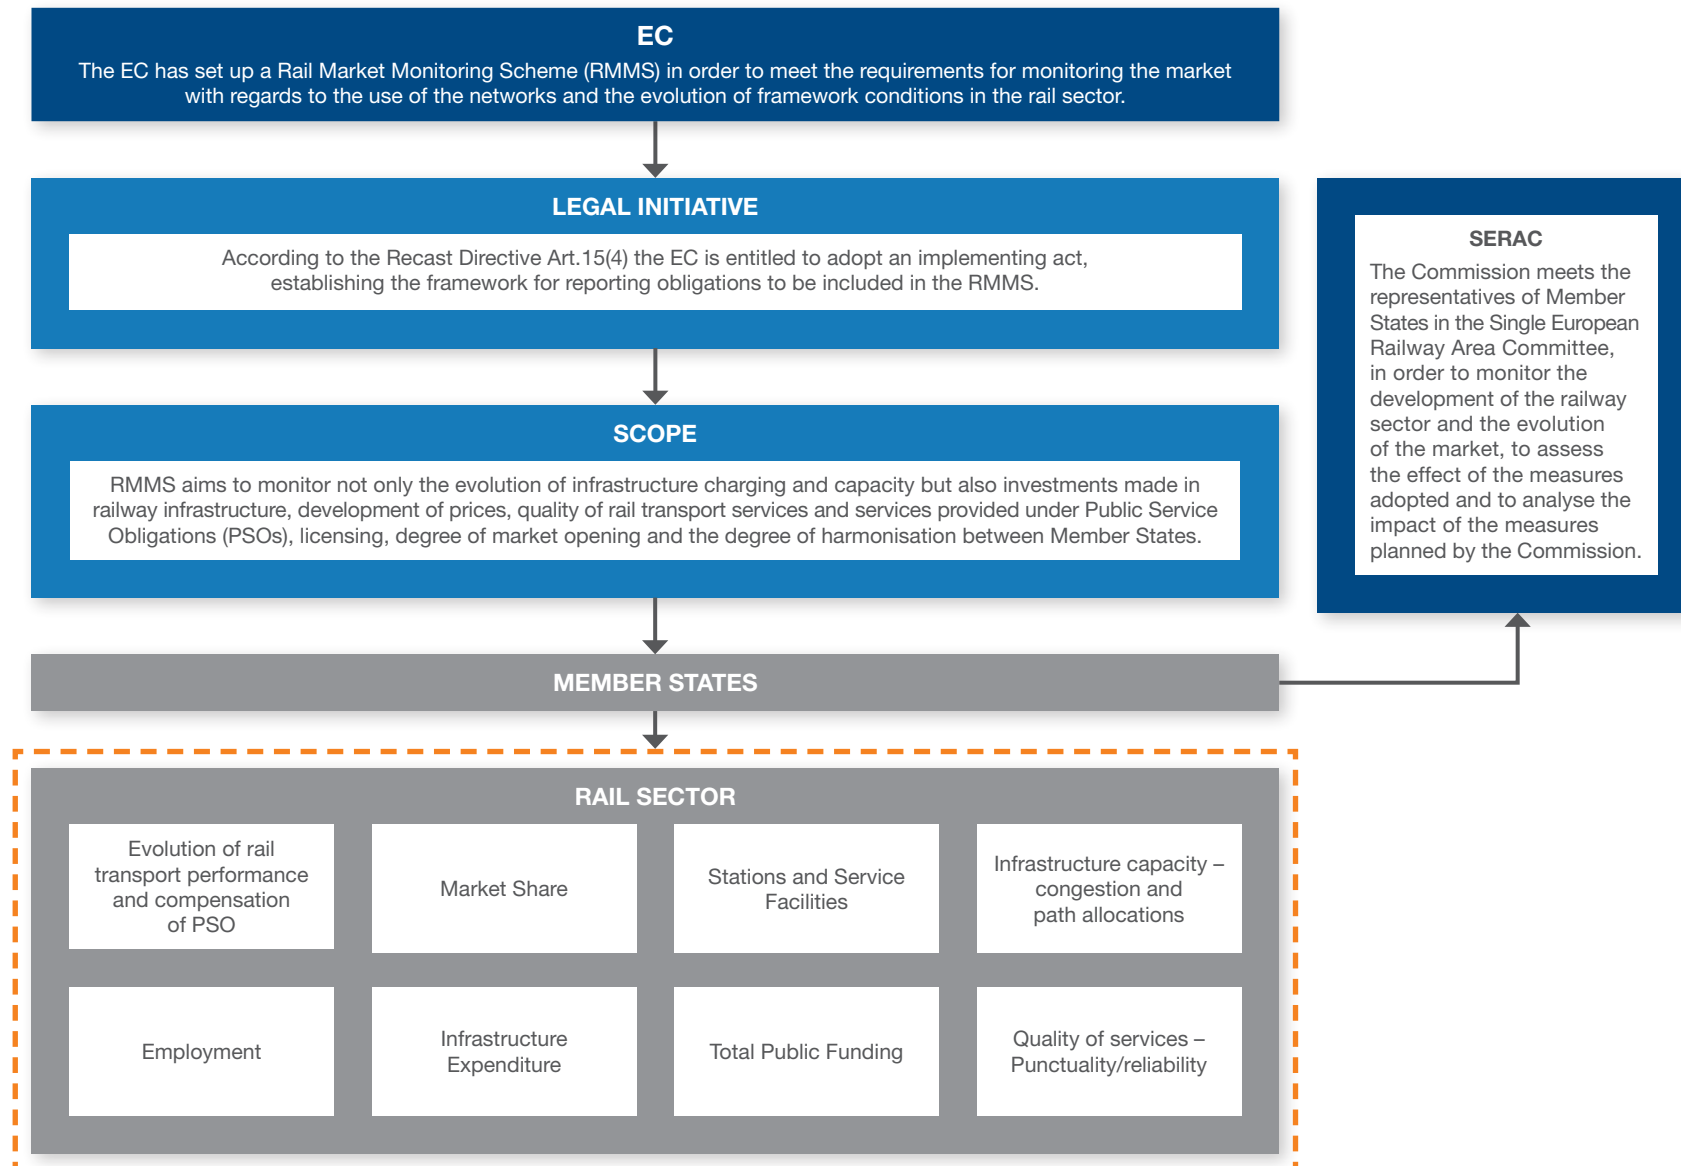 EC
The EC has set up a Rail Market Monitoring Scheme (RMMS) in order to meet the requirements for monitoring the market
with regards to the use of the networks and the evolution of framework conditions in the rail sector.
LEGAL INITIATIVE
According to the Recast Directive Art.15(4) the EC is entitled to adopt an implementing act,
establishing the framework for reporting obligations to be included in the RMMS.
SCOPE
RMMS aims to monitor not only the evolution of infrastructure charging and capacity but also investments made in
railway infrastructure, development of prices, quality of rail transport services and services provided under Public Service
Obligations (PSOs), licensing, degree of market opening and the degree of harmonisation between Member States.
SERAC
The Commission meets the
representatives of Member
States in the Single European
Railway Area Committee,
in order to monitor the
development of the railway
sector and the evolution
of the market, to assess
the effect of the measures
adopted and to analyse the
impact of the measures
planned by the Commission.
MEMBER STATES
RAIL SECTOR
Evolution of rail
transport performance
and compensation
of PSO
Market Share
Stations and Service
Facilities
Infrastructure capacity –
congestion and
path allocations
Employment
Infrastructure
Expenditure
Total Public Funding
Quality of services –
Punctuality/reliability